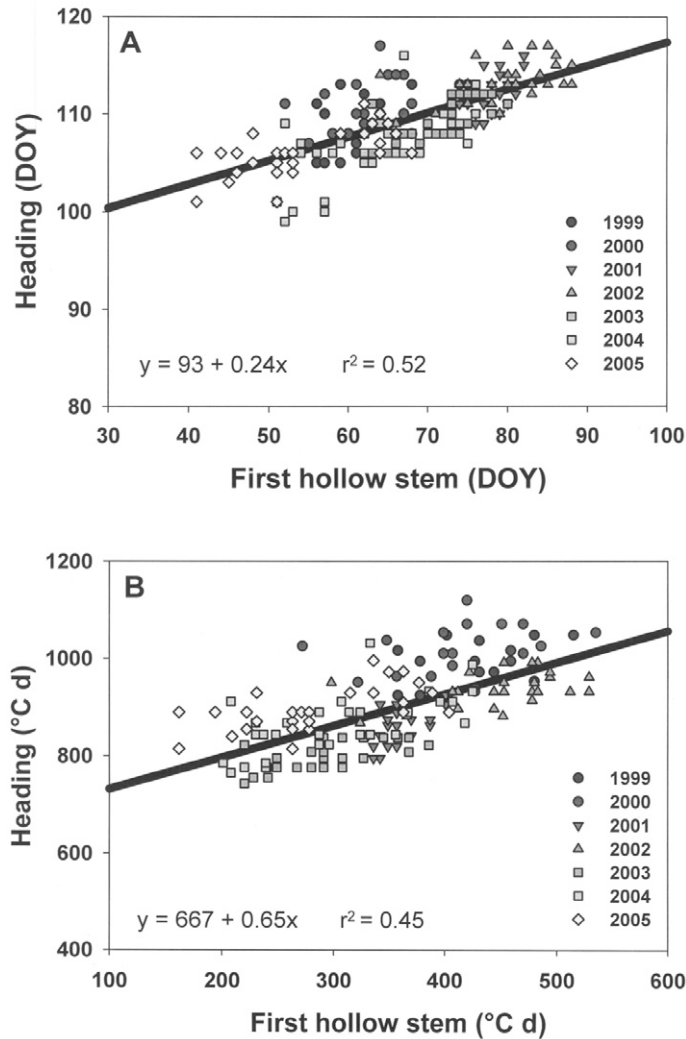 120
A
110
100
90
80
Heading (DOY)
1999
2000
2001
2002
2003
2004
2005
y = 93 + 0.24x r² = 0.52
30 40 50 60 70 80 90 100
First hollow stem (DOY)
1200
B
1000
800
600
400
Heading (°C d)
1999
2000
2001
2002
2003
2004
2005
y = 667 + 0.65x r² = 0.45
100 200 300 400 500 600
First hollow stem (°C d)